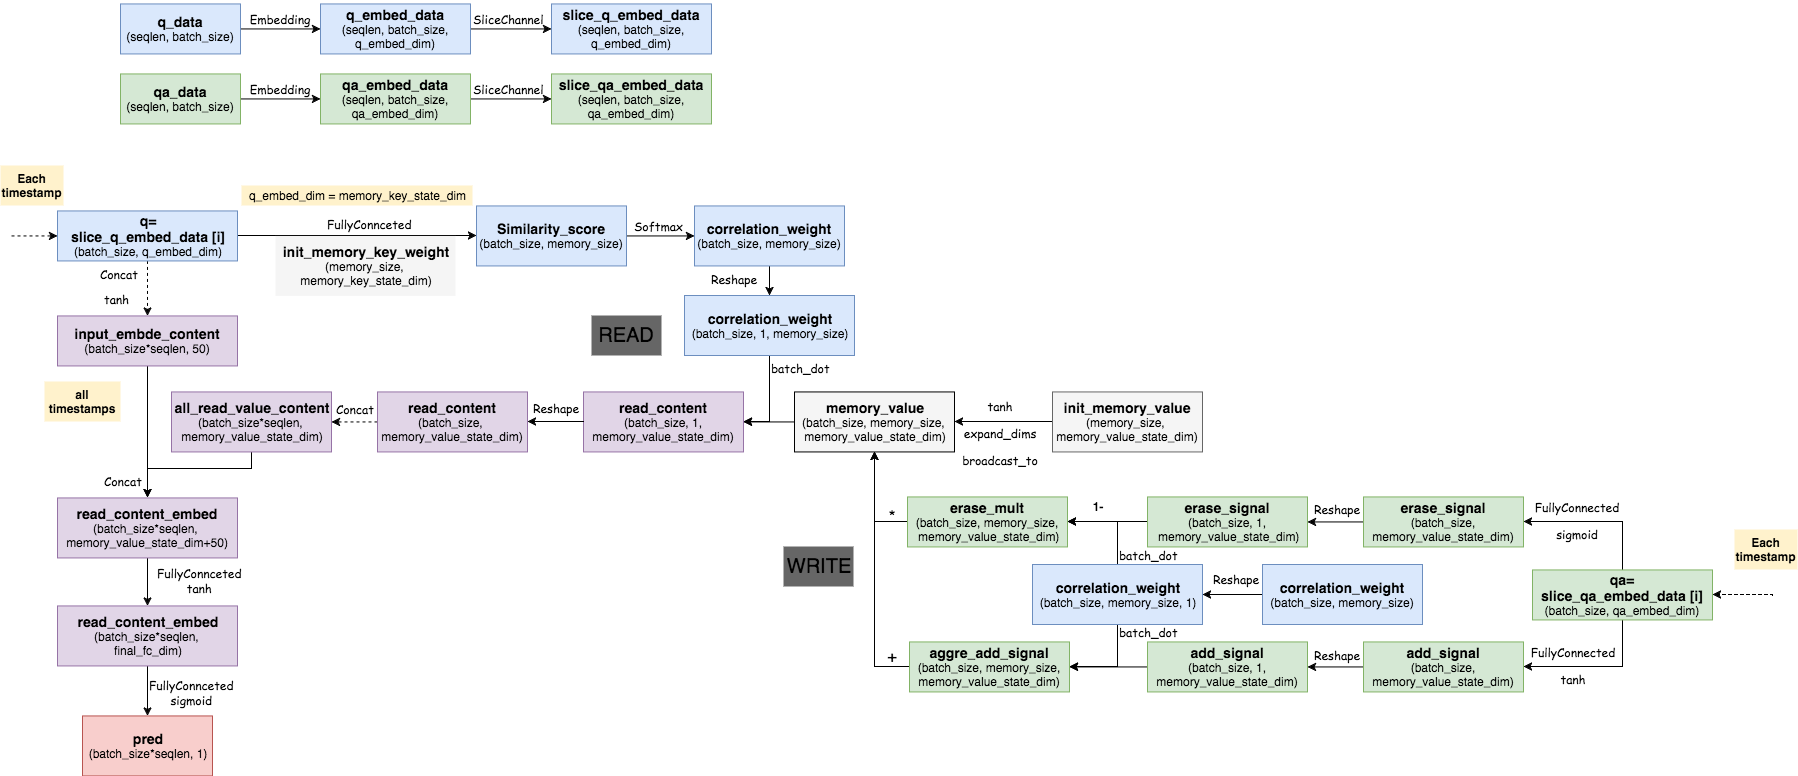 q_data
(seqlen, batch_size)
Embedding
q_embed_data
(seqlen, batch_size,
q_embed_dim)
SliceChannel
slice_q_embed_data
(seqlen, batch_size,
q_embed_dim)
qa_data
(seqlen, batch_size)
Embedding
qa_embed_data
(seqlen, batch_size,
qa_embed_dim)
SliceChannel
slice_qa_embed_data
(seqlen, batch_size,
qa_embed_dim)
Each
timestamp
q_embed_dim = memory_key_state_dim
q=
slice_q_embed_data [i]
(batch_size, q_embed_dim)
FullyConncected
init_memory_key_weight
(memory_size,
memory_key_state_dim)
Similarity_score
(batch_size, memory_size)
Softmax
correlation_weight
(batch_size, memory_size)
Concat
tanh
Reshape
input_embde_content
(batch_size*seqlen, 50)
READ
correlation_weight
(batch_size, 1, memory_size)
batch_dot
all
timestamps
all_read_value_content
(batch_size*seqlen,
memory_value_state_dim)
Concat
read_content
(batch_size,
memory_value_state_dim)
Reshape
read_content
(batch_size, 1,
memory_value_state_dim)
memory_value
(batch_size, memory_size,
memory_value_state_dim)
tanh
expand_dims
broadcast_to
init_memory_value
(memory_size,
memory_value_state_dim)
Concat
read_content_embed
(batch_size*seqlen,
memory_value_state_dim+50)
*
erase_mult
(batch_size, memory_size,
memory_value_state_dim)
1-
erase_signal
(batch_size, 1,
memory_value_state_dim)
Reshape
erase_signal
(batch_size,
memory_value_state_dim)
FullyConnected
sigmoid
Each
timestamp
batch_dot
WRITE
correlation_weight
(batch_size, memory_size, 1)
Reshape
correlation_weight
(batch_size, memory_size)
qa=
slice_qa_embed_data [i]
(batch_size, qa_embed_dim)
FullyConnceted
tanh
batch_dot
read_content_embed
(batch_size*seqlen,
final_fc_dim)
+
aggre_add_signal
(batch_size, memory_size,
memory_value_state_dim)
add_signal
(batch_size, 1,
memory_value_state_dim)
Reshape
add_signal
(batch_size,
memory_value_state_dim)
FullyConnected
tanh
FullyConnceted
sigmoid
pred
(batch_size*seqlen, 1)